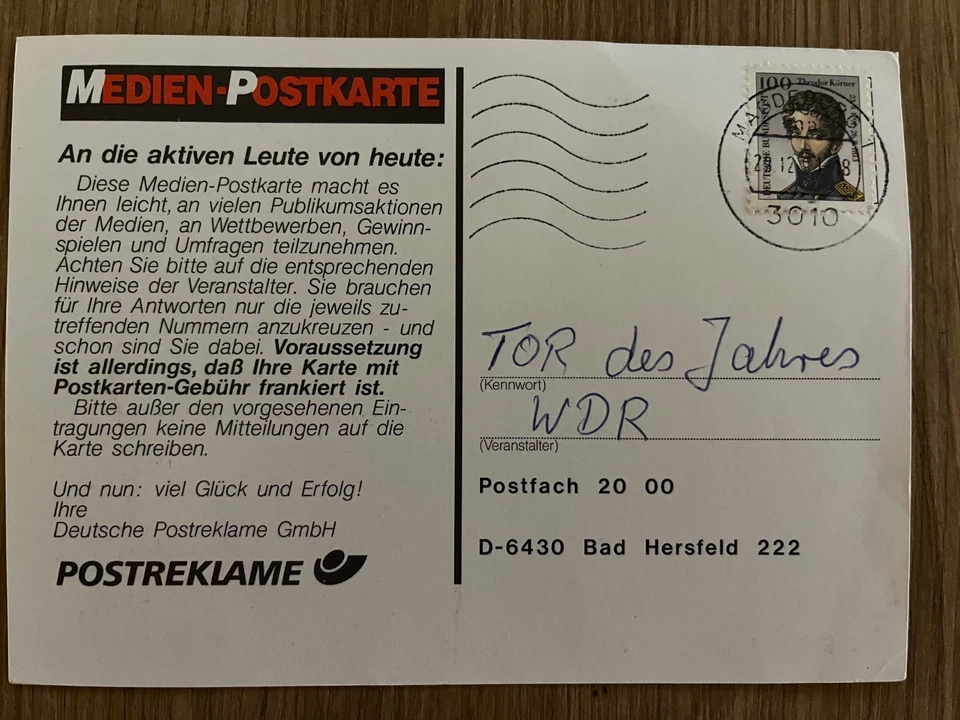 MEDIEN-POSTKARTE
An die aktiven Leute von heute:
Diese Medien-Postkarte macht es
Ihnen leicht, an vielen Publikumsaktionen
der Medien, an Wettbewerben, Gewinn-
spielen und Umfragen teilzunehmen.
Achten Sie bitte auf die entsprechenden
Hinweise der Veranstalter. Sie brauchen
für Ihre Antworten nur die jeweils zu-
treffenden Nummern anzukreuzen - und
schon sind Sie dabei. Voraussetzung
ist allerdings, daß Ihre Karte mit
Postkarten-Gebühr frankiert ist.
Bitte außer den vorgesehenen Ein-
tragungen keine Mitteilungen auf die
Karte schreiben.
Und nun: viel Glück und Erfolg!
Ihre
Deutsche Postreklame GmbH
POSTREKLAME
100 Theodor Körner
DEUTSCHE BUNDESPOST
3010
TOR des Jahres
(Kennwort)
WDR
(Veranstalter)
Postfach 20 00
D-6430 Bad Hersfeld 222